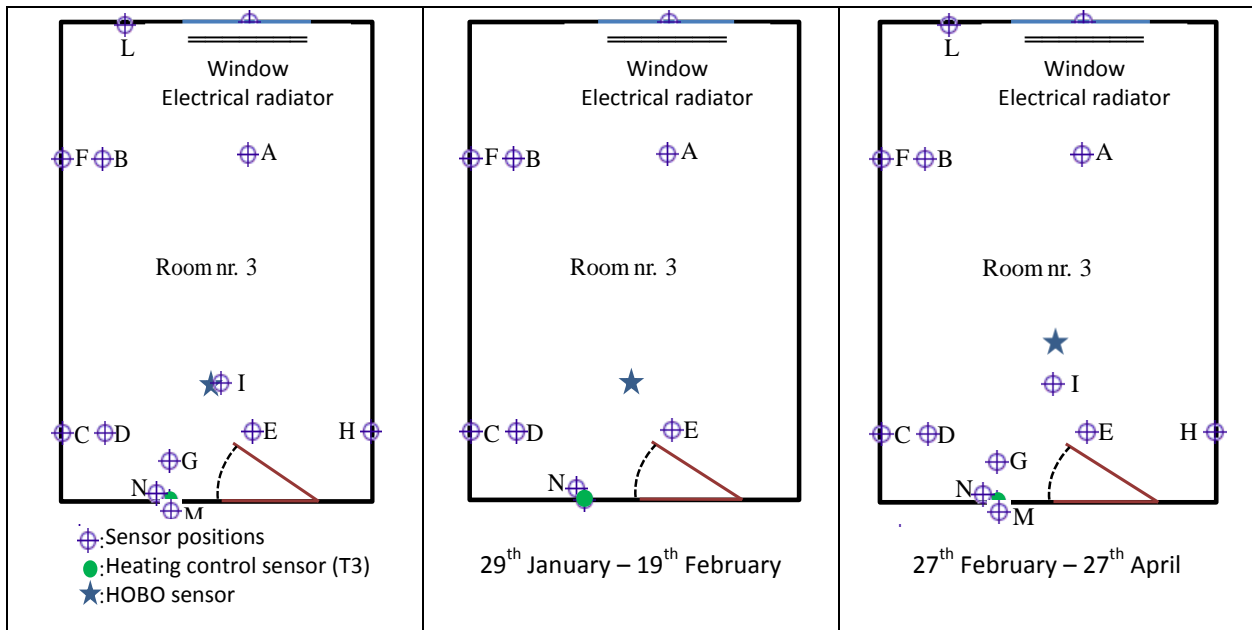 L
Window
Electrical radiator
F B A
Room nr. 3
I
C D E H
G
N
M
:Sensor positions
:Heating control sensor (T3)
:HOBO sensor
Window
Electrical radiator
F B A
Room nr. 3
C D E
N
29th January – 19th February
L
Window
Electrical radiator
F B A
Room nr. 3
I
C D E H
G
N
M
27th February – 27th April